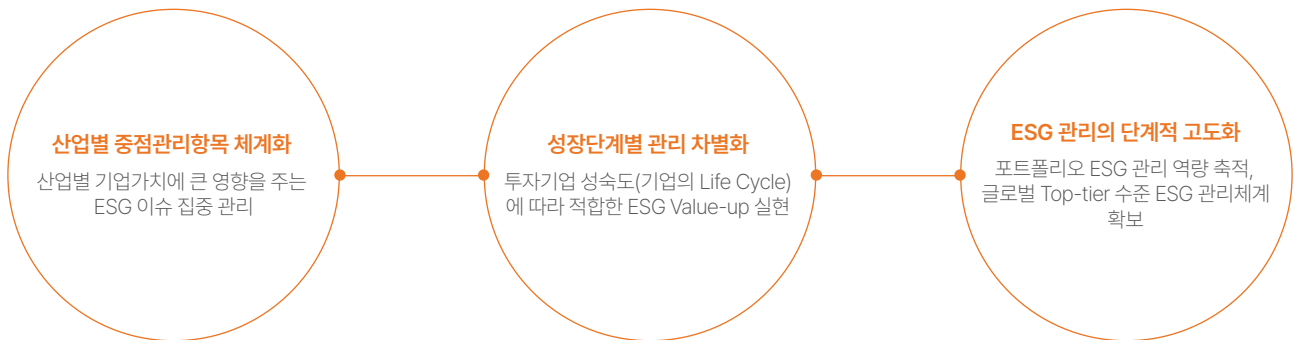 산업별 중점관리항목 체계화
산업별 기업가치에 큰 영향을 주는
ESG 이슈 집중 관리
성장단계별 관리 차별화
투자기업 성숙도(기업의 Life Cycle)
에 따라 적합한 ESG Value-up 실현
ESG 관리의 단계적 고도화
포트폴리오 ESG 관리 역량 축적,
글로벌 Top-tier 수준 ESG 관리체계
확보